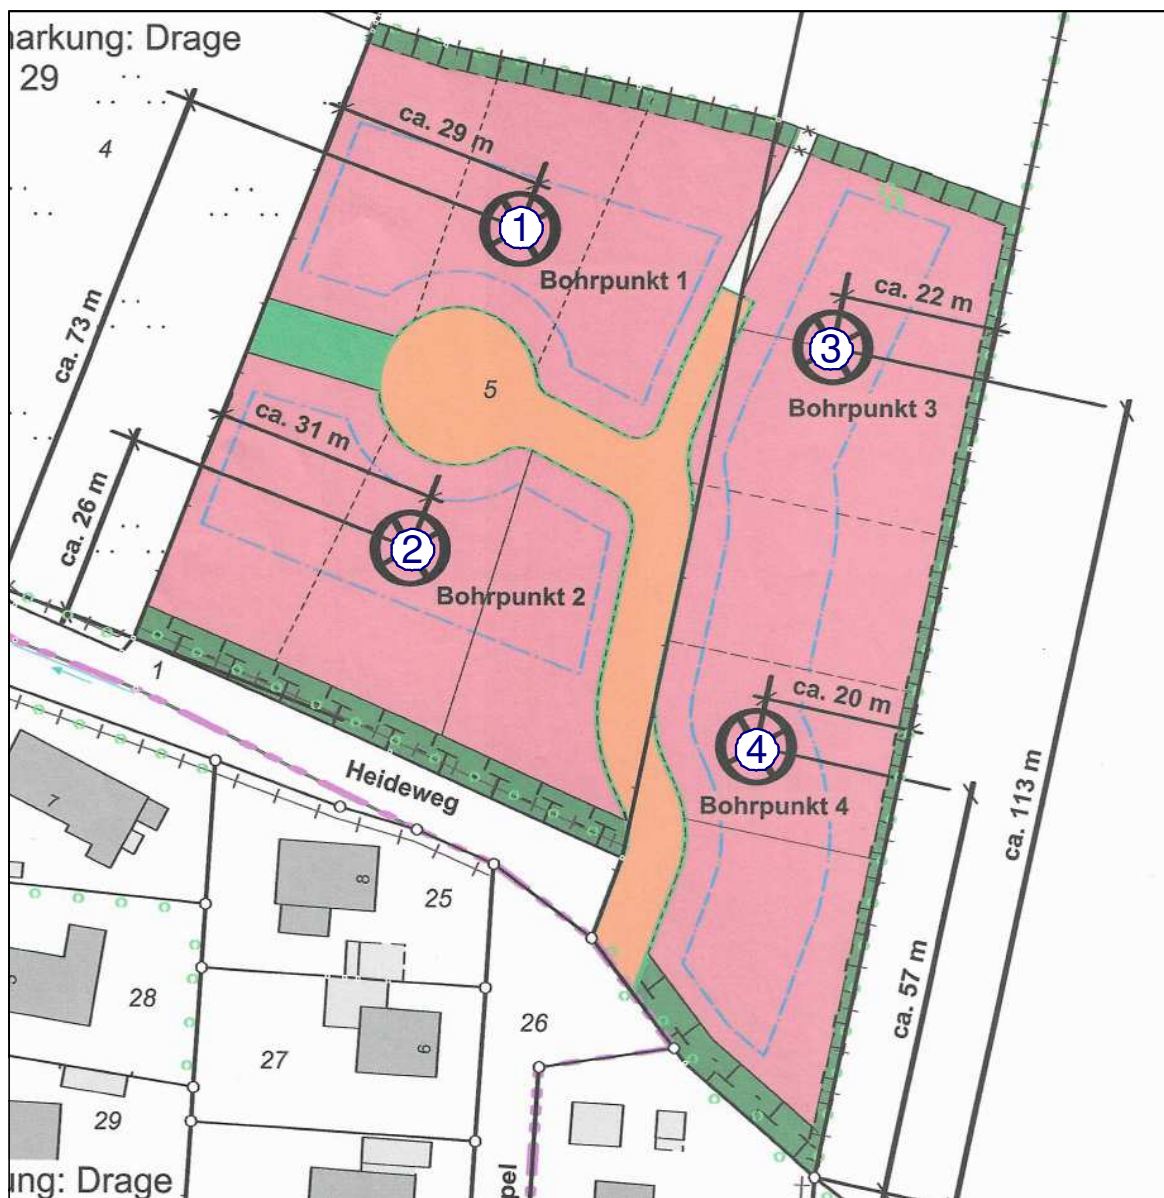 arkung: Drage
29
4
ca. 29 m
1
Bohrpunkt 1
ca. 73 m
ca. 22 m
3
Bohrpunkt 3
5
ca. 31 m
ca. 26 m
2
Bohrpunkt 2
1
ca. 20 m
4
Bohrpunkt 4
Heideweg
7
8
25
ca. 113 m
ca. 57 m
28
26
27
6
29
ung: Drage
pel